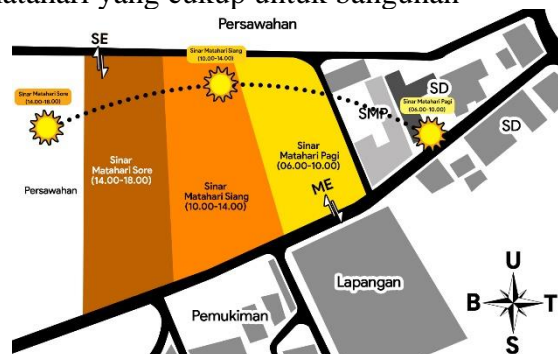 matahari yang cukup untuk bangunan
Persawahan
SE
Sinar Matahari Siang
(10.00-14.00)
Sinar Matahari Sore
(14.00-18.00)
SD
SMP
Sinar Matahari Pagi
(06.00-10.00)
SD
Sinar
Matahari Sore
(14.00-18.00)
Sinar
Matahari Pagi
(06.00-10.00)
Persawahan
Sinar
Matahari Siang
(10.00-14.00)
ME
Lapangan
Pemukiman
U
B
T
S